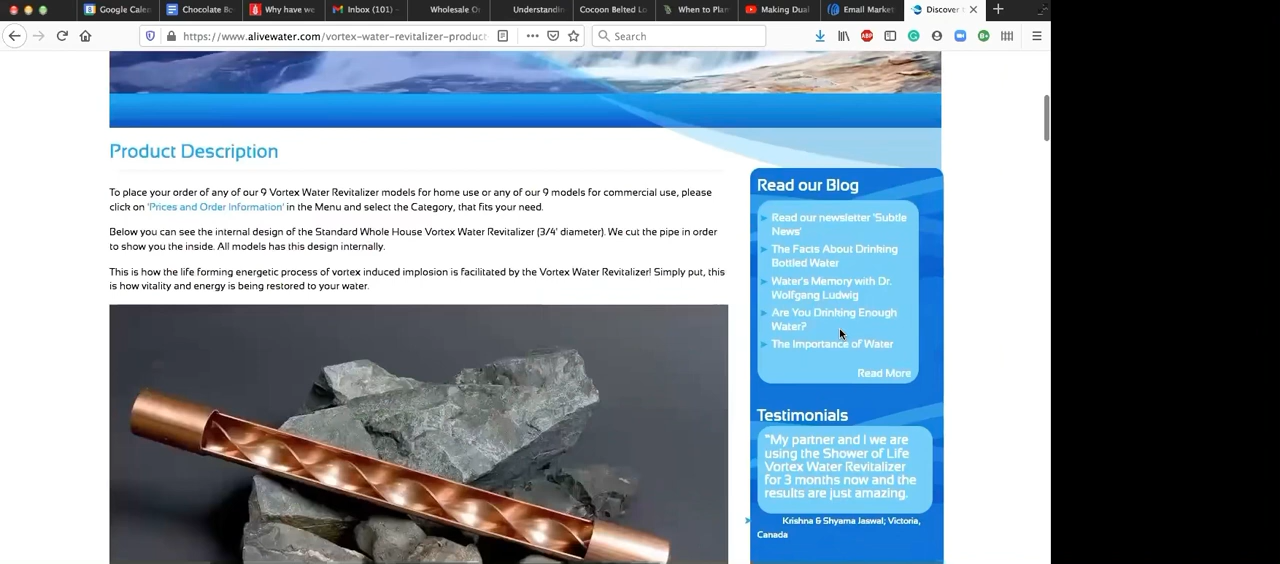 Google Calen
Chocolate Bo
Why have we
Inbox (101) -
Wholesale Or
Understandin
Cocoon Belted Lo
When to Plan
Making Dual
Email Market
Discover t
https://www.alivewater.com/vortex-water-revitalizer-product
Search
Product Description
To place your order of any of our 9 Vortex Water Revitalizer models for home use or any of our 9 models for commercial use, please
click on 'Prices and Order Information' in the Menu and select the Category, that fits your need.
Below you can see the internal design of the Standard Whole House Vortex Water Revitalizer (3/4' diameter). We cut the pipe in order
to show you the inside. All models has this design internally.
This is how the life forming energetic process of vortex induced implosion is facilitated by the Vortex Water Revitalizer! Simply put, this
is how vitality and energy is being restored to your water.
Read our Blog
Read our newsletter 'Subtle
News'
The Facts About Drinking
Bottled Water
Water's Memory with Dr.
Wolfgang Ludwig
Are You Drinking Enough
Water?
The Importance of Water
Read More
Testimonials
"My partner and I we are
using the Shower of Life
Vortex Water Revitalizer
for 3 months now and the
results are just amazing.
Krishna & Shyama Jaswal; Victoria,
Canada